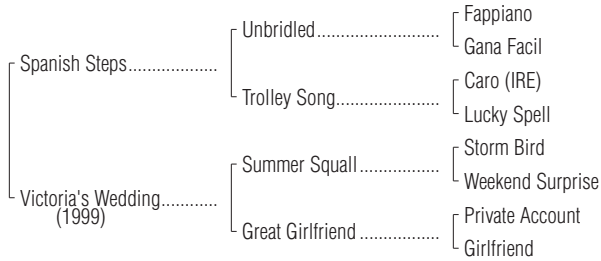 Fappiano
Unbridled
Gana Facil
Spanish Steps
Caro (IRE)
Trolley Song
Lucky Spell
Storm Bird
Summer Squall
Weekend Surprise
Victoria's Wedding
(1999)
Private Account
Great Girlfriend
Girlfriend